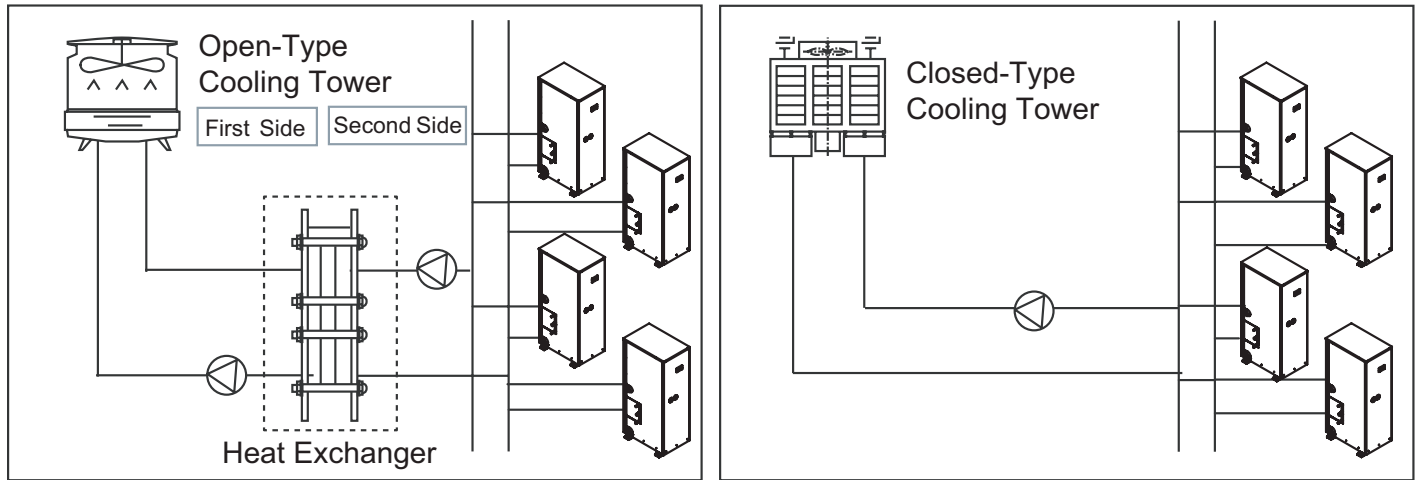 Open-Type
Cooling Tower
First Side
Second Side
Heat Exchanger
Closed-Type
Cooling Tower